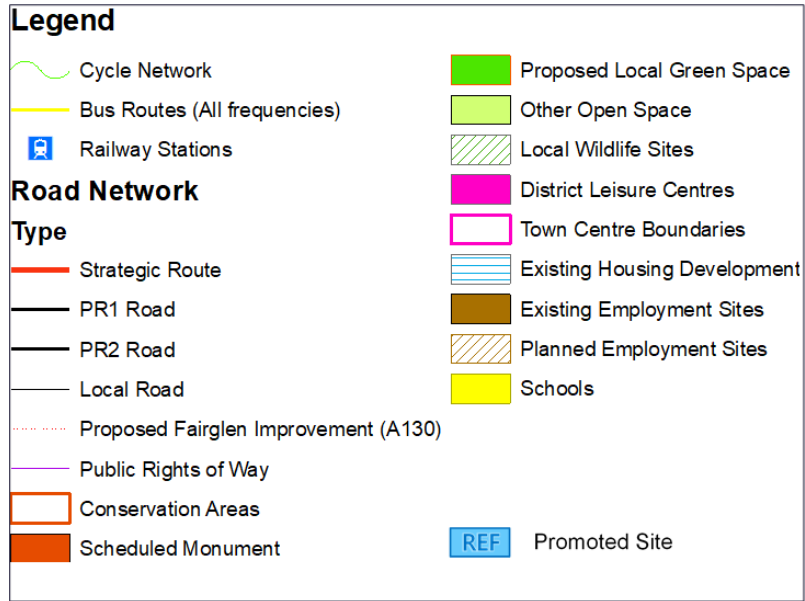 Legend
Cycle Network
Bus Routes (All frequencies)
Railway Stations
Road Network
Type
Strategic Route
PR1 Road
PR2 Road
Local Road
Proposed Fairglen Improvement (A130)
Public Rights of Way
Conservation Areas
Scheduled Monument
Proposed Local Green Space
Other Open Space
Local Wildlife Sites
District Leisure Centres
Town Centre Boundaries
Existing Housing Development
Existing Employment Sites
Planned Employment Sites
Schools
REF Promoted Site